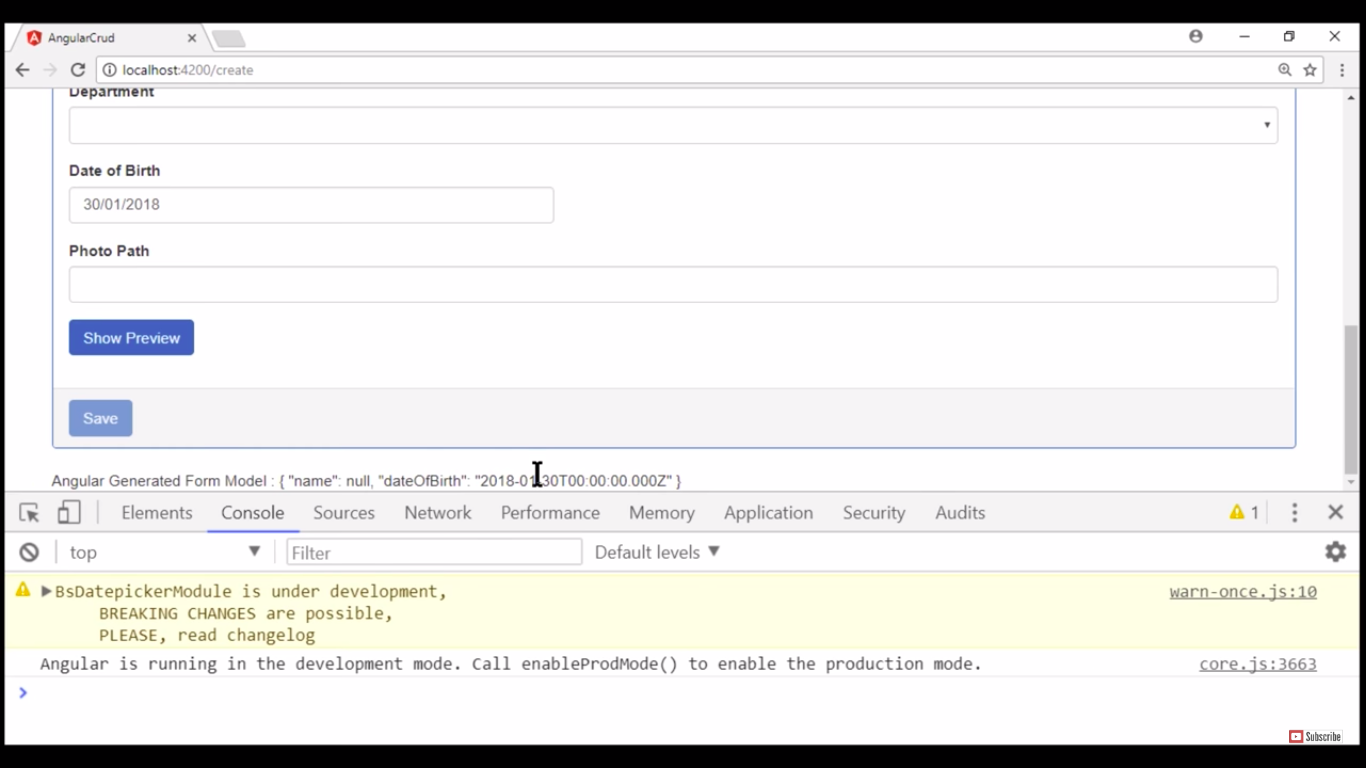 AngularCrud
localhost:4200/create
Department
Date of Birth
30/01/2018
Photo Path
Show Preview
Save
Angular Generated Form Model : { "name": null, "dateOfBirth": "2018-01-30T00:00:00.000Z" }
Elements Console Sources Network Performance Memory Application Security Audits 1
top Filter Default levels
BsDatepickerModule is under development, warn-once.js:10
BREAKING CHANGES are possible,
PLEASE, read changelog
Angular is running in the development mode. Call enableProdMode() to enable the production mode. core.js:3663
Subscribe